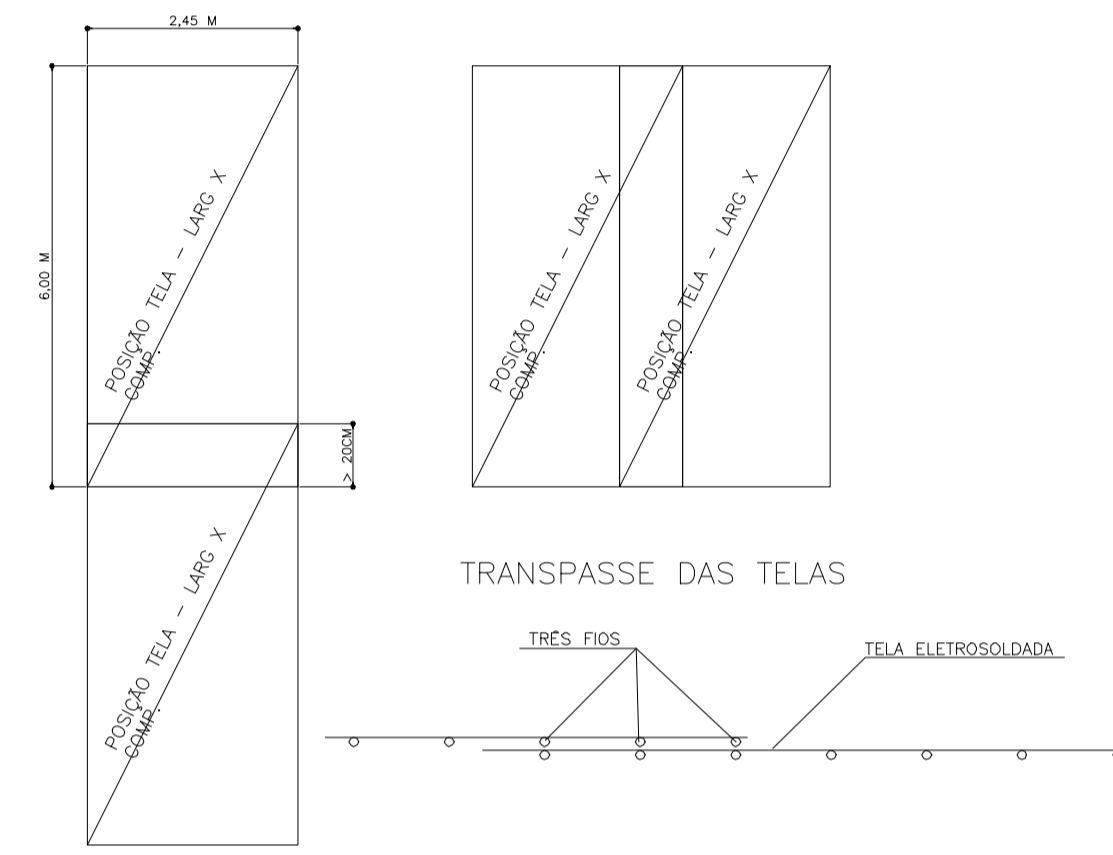 2,45 M
6,00 M
POSIÇÃO TELA - LARG X
COMP.
POSIÇÃO TELA - LARG X
COMP.
POSIÇÃO TELA - LARG X
COMP.
> 20CM
POSIÇÃO TELA - LARG X
COMP.
TRANSPASSE DAS TELAS
TRÊS FIOS
TELA ELETROSOLDADA